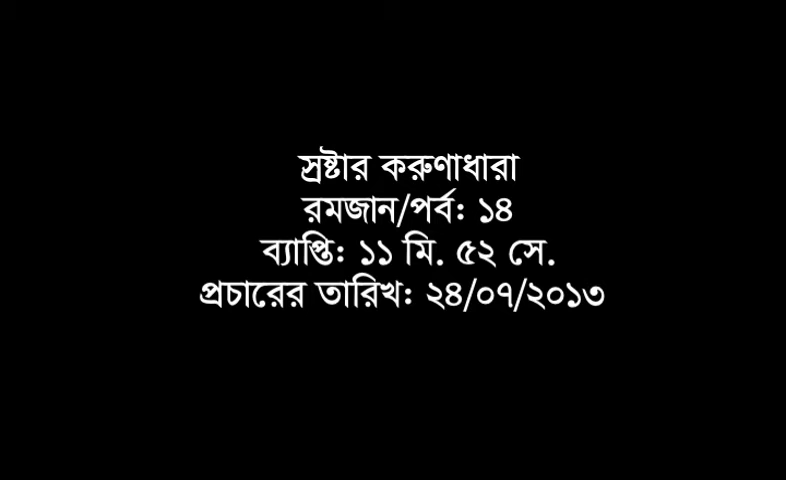 স্রষ্টার করুণাধারা
রমজান/পর্ব: ১৪
ব্যাপ্তি: ১১ মি. ৫২ সে.
প্রচারের তারিখ: ২৪/০৭/২০১৩